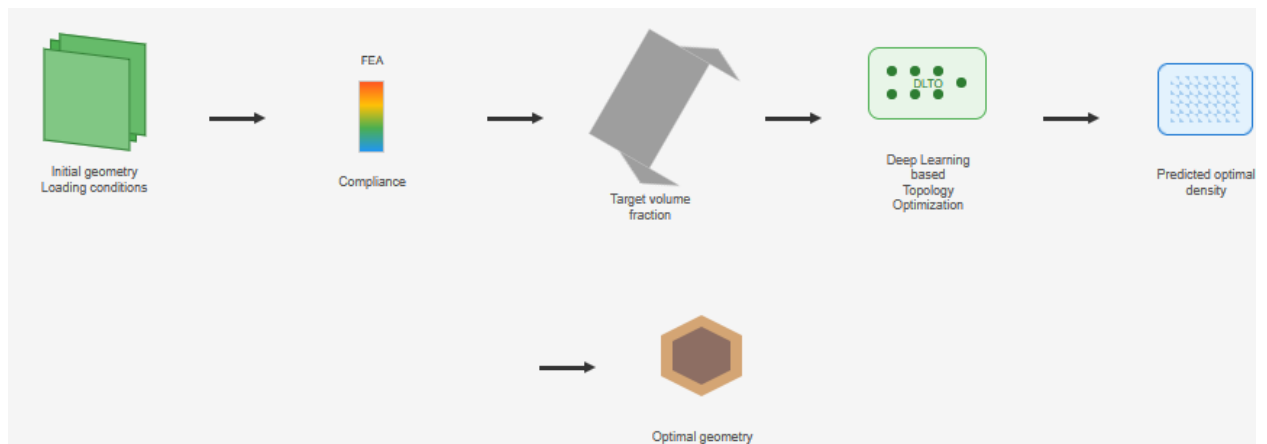 FEA
Initial geometry
Loading conditions
Compliance
Target volume
fraction
DLTO
Deep Learning
based
Topology
Optimization
Predicted optimal
density
Optimal geometry